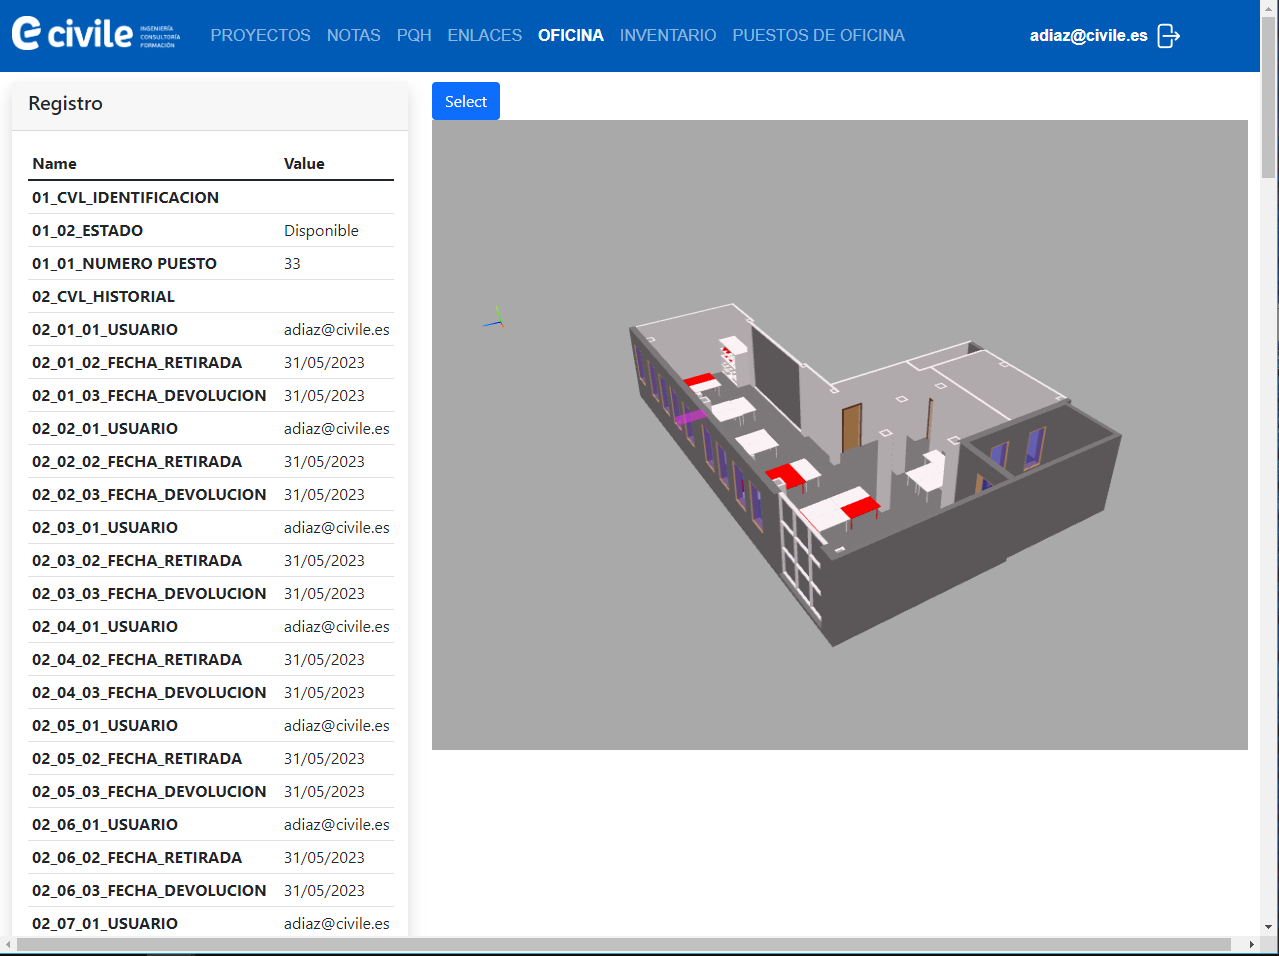 civile INGENIERÍA
CONSULTORÍA
FORMACIÓN
PROYECTOS NOTAS PQH ENLACES OFICINA INVENTARIO PUESTOS DE OFICINA adiaz@civile.es
Registro
Select
Name Value
01_CVL_IDENTIFICACION
01_02_ESTADO Disponible
01_01_NUMERO PUESTO 33
02_CVL_HISTORIAL
02_01_01_USUARIO adiaz@civile.es
02_01_02_FECHA_RETIRADA 31/05/2023
02_01_03_FECHA_DEVOLUCION 31/05/2023
02_02_01_USUARIO adiaz@civile.es
02_02_02_FECHA_RETIRADA 31/05/2023
02_02_03_FECHA_DEVOLUCION 31/05/2023
02_03_01_USUARIO adiaz@civile.es
02_03_02_FECHA_RETIRADA 31/05/2023
02_03_03_FECHA_DEVOLUCION 31/05/2023
02_04_01_USUARIO adiaz@civile.es
02_04_02_FECHA_RETIRADA 31/05/2023
02_04_03_FECHA_DEVOLUCION 31/05/2023
02_05_01_USUARIO adiaz@civile.es
02_05_02_FECHA_RETIRADA 31/05/2023
02_05_03_FECHA_DEVOLUCION 31/05/2023
02_06_01_USUARIO adiaz@civile.es
02_06_02_FECHA_RETIRADA 31/05/2023
02_06_03_FECHA_DEVOLUCION 31/05/2023
02_07_01_USUARIO adiaz@civile.es